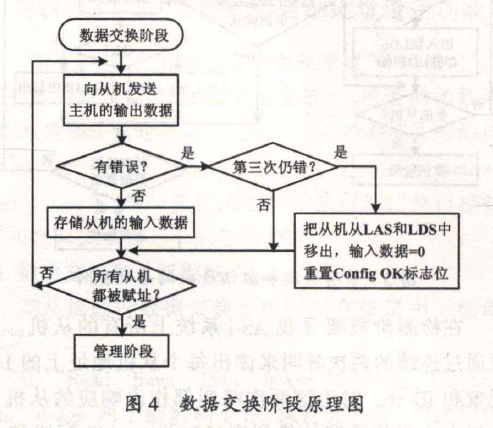 数据交换阶段
向从机发送
主机的输出数据
有错误?
是
第三次仍错?
是
否
否
存储从机的输入数据
把从机从LAS和LDS中
移出，输入数据=0
重置Config OK标志位
所有从机
都被赋址?
否
是
管理阶段
图4 数据交换阶段原理图